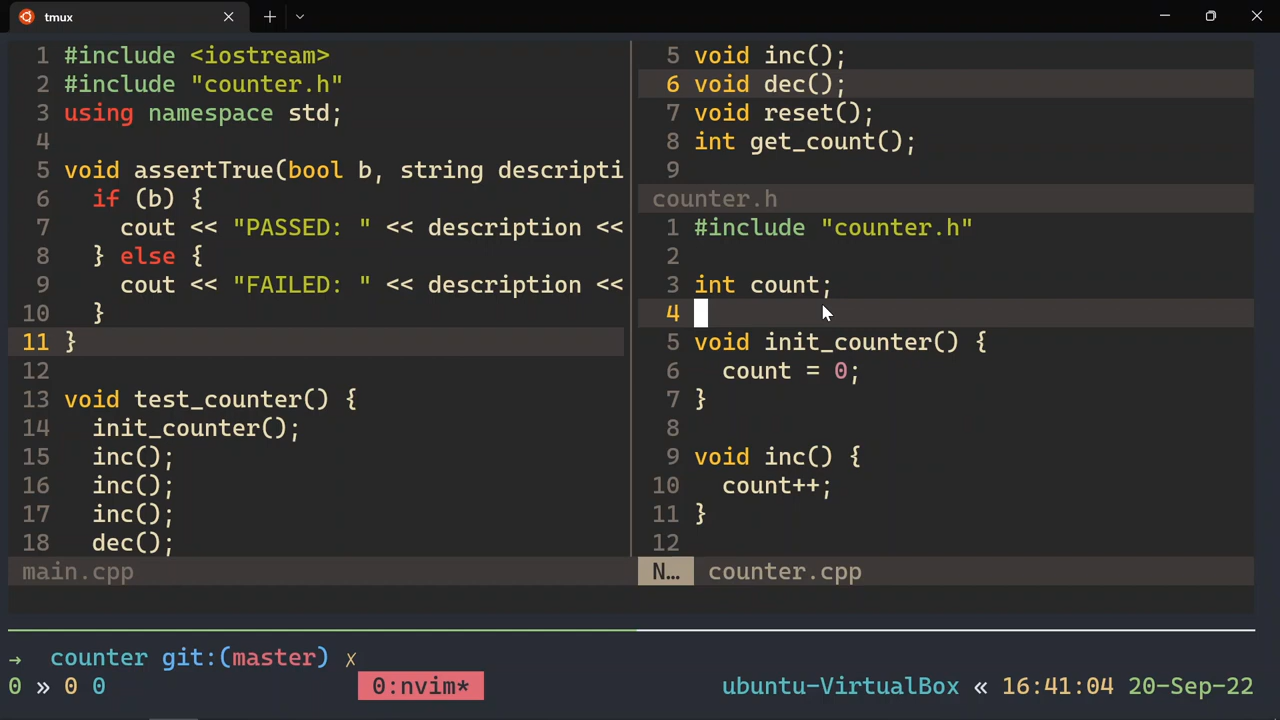 tmux
1 #include <iostream>
2 #include "counter.h"
3 using namespace std;
4
5 void assertTrue(bool b, string descripti
6   if (b) {
7     cout << "PASSED: " << description <<
8   } else {
9     cout << "FAILED: " << description <<
10   }
11 }
12
13 void test_counter() {
14   init_counter();
15   inc();
16   inc();
17   inc();
18   dec();
main.cpp
5 void inc();
6 void dec();
7 void reset();
8 int get_count();
9
counter.h
1 #include "counter.h"
2
3 int count;
4
5 void init_counter() {
6   count = 0;
7 }
8
9 void inc() {
10   count++;
11 }
12
N… counter.cpp
→ counter git:(master) ✗
0 » 0 0 0:nvim* ubuntu-VirtualBox « 16:41:04 20-Sep-22